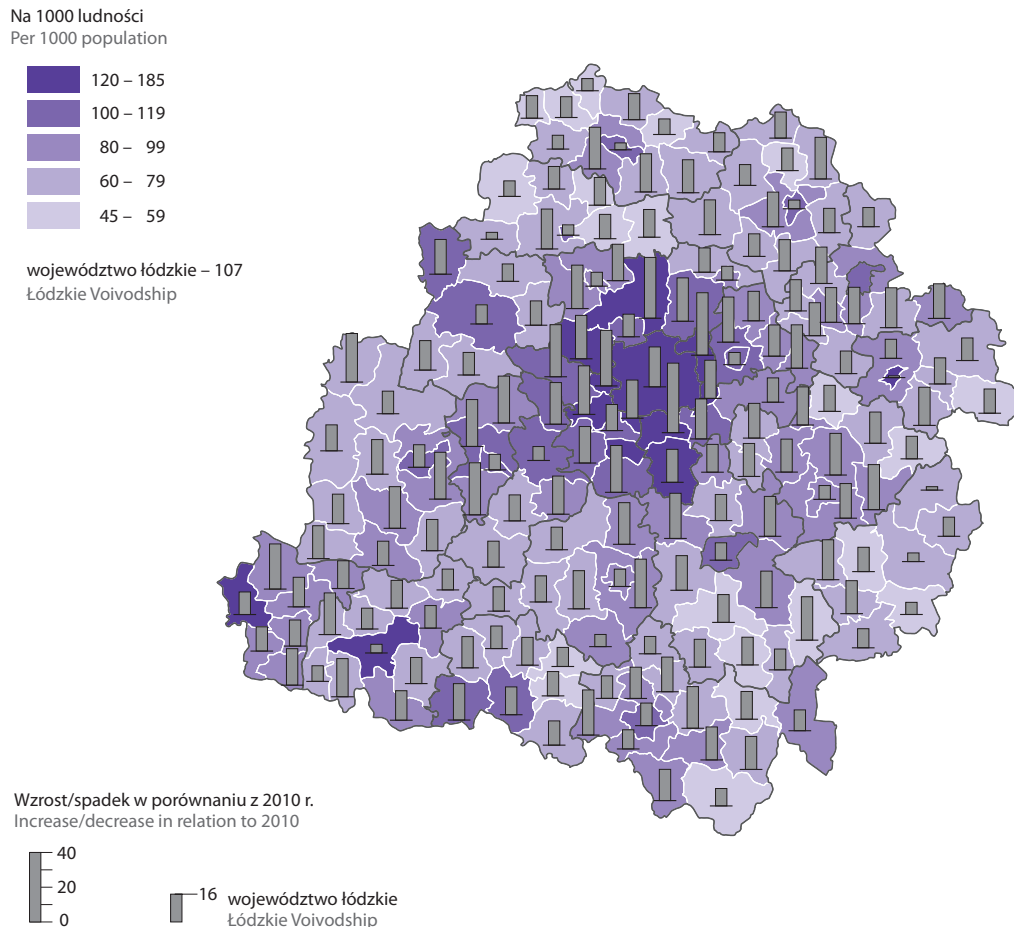 Na 1000 ludności
Per 1000 population
120 – 185
100 – 119
80 – 99
60 – 79
45 – 59
województwo łódzkie – 107
Łódzkie Voivodship
Wzrost/spadek w porównaniu z 2010 r.
Increase/decrease in relation to 2010
40
20
0
16
województwo łódzkie
Łódzkie Voivodship